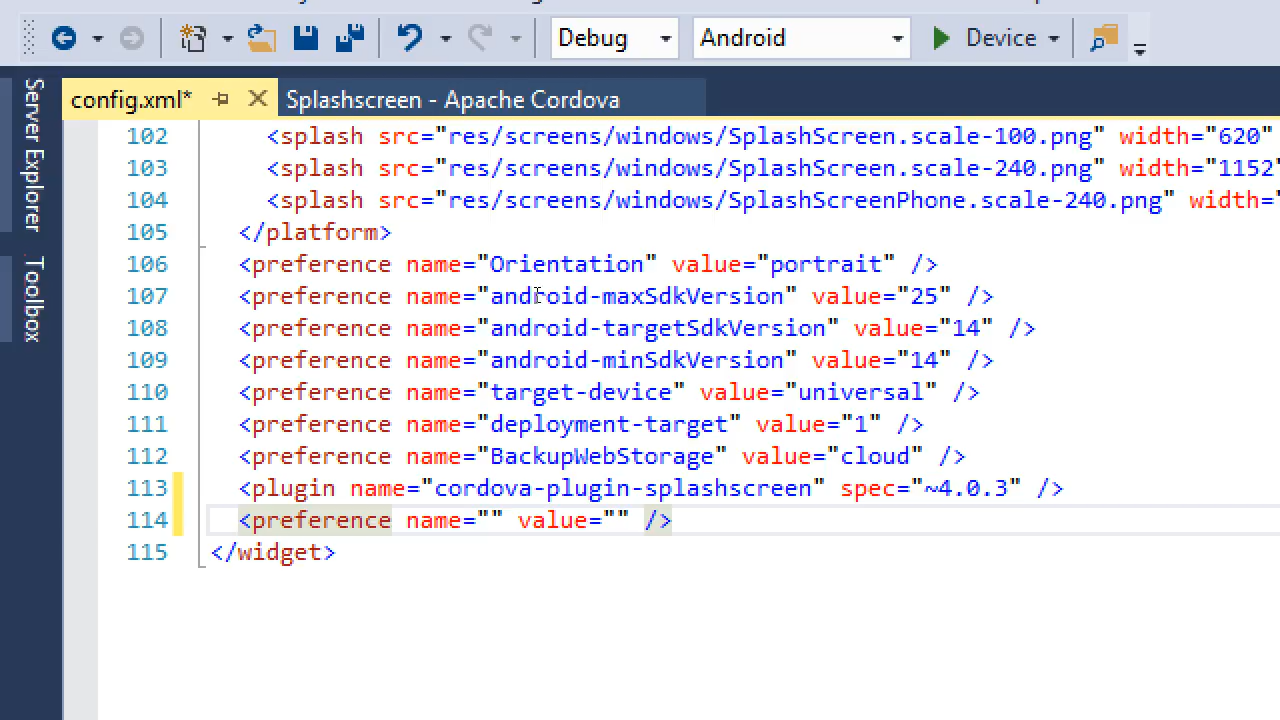 Debug
Android
Device
Server Explorer
Toolbox
config.xml*
Splashscreen - Apache Cordova
102 <splash src="res/screens/windows/SplashScreen.scale-100.png" width="620"
103 <splash src="res/screens/windows/SplashScreen.scale-240.png" width="1152"
104 <splash src="res/screens/windows/SplashScreenPhone.scale-240.png" width="
105 </platform>
106 <preference name="Orientation" value="portrait" />
107 <preference name="android-maxSdkVersion" value="25" />
108 <preference name="android-targetSdkVersion" value="14" />
109 <preference name="android-minSdkVersion" value="14" />
110 <preference name="target-device" value="universal" />
111 <preference name="deployment-target" value="1" />
112 <preference name="BackupWebStorage" value="cloud" />
113 <plugin name="cordova-plugin-splashscreen" spec="~4.0.3" />
114 <preference name="" value="" />
115 </widget>